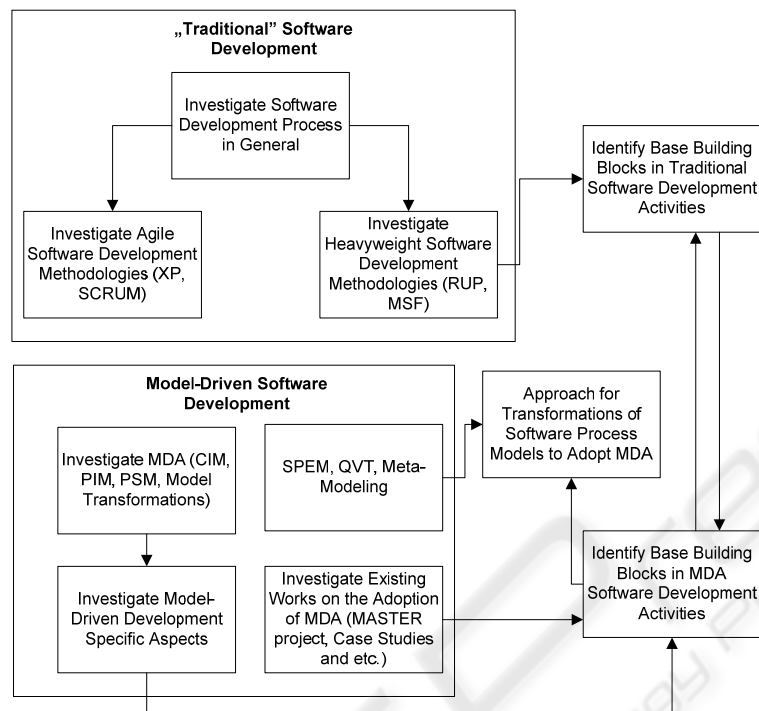 „Traditional” Software
Development
Investigate Software
Development Process
in General
Investigate Agile
Software Development
Methodologies (XP,
SCRUM)
Investigate
Heavyweight Software
Development
Methodologies (RUP,
MSF)
Identify Base Building
Blocks in Traditional
Software Development
Activities
Model-Driven Software
Development
Investigate MDA (CIM,
PIM, PSM, Model
Transformations)
SPEM, QVT, Meta-
Modeling
Approach for
Transformations of
Software Process
Models to Adopt MDA
Investigate Model-
Driven Development
Specific Aspects
Investigate Existing
Works on the Adoption
of MDA (MASTER
project, Case Studies
and etc.)
Identify Base Building
Blocks in MDA
Software Development
Activities